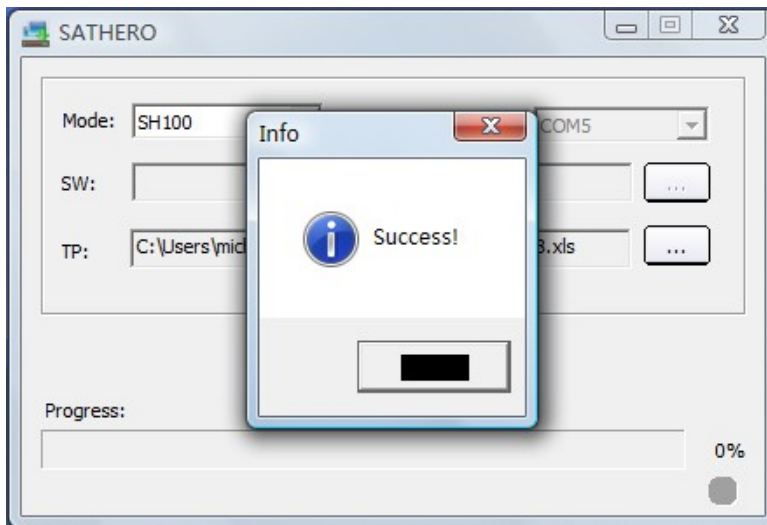 SATHERO
Mode: SH100
COM5
Info
Success!
SW:
...
TP: C:\Users\mic
.xls
...
Progress:
0%